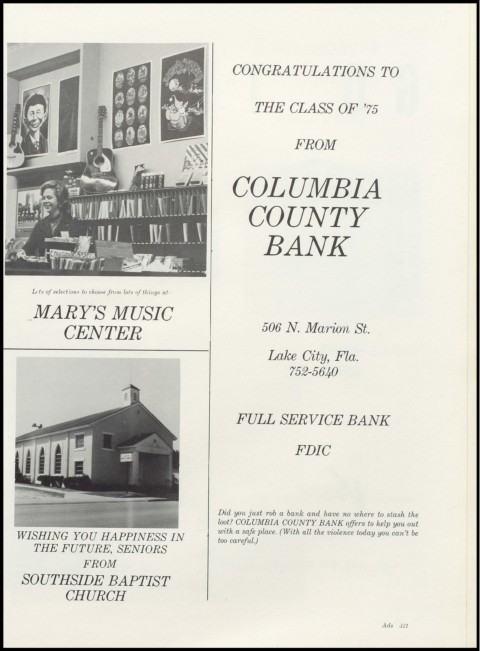 Lots of selections to choose from lots of things at
MARY'S MUSIC
CENTER
WISHING YOU HAPPINESS IN
THE FUTURE, SENIORS
FROM
SOUTHSIDE BAPTIST
CHURCH
CONGRATULATIONS TO
THE CLASS OF '75
FROM
COLUMBIA
COUNTY
BANK
506 N. Marion St.
Lake City, Fla.
752-5640
FULL SERVICE BANK
FDIC
Did you just rob a bank and have no where to stash the
loot? COLUMBIA COUNTY BANK offers to help you out
with a safe place. (With all the violence today you can't be
too careful.)
Ads